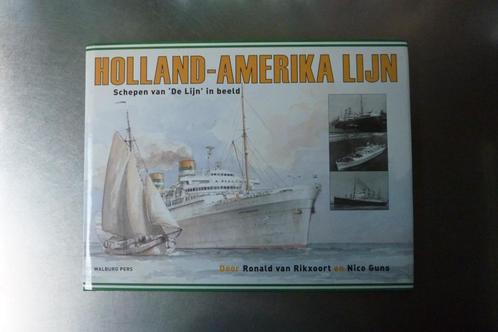 HOLLAND-AMERIKA LIJN
Schepen van 'De Lijn' in beeld
WALBURG PERS
Door Ronald van Rikxoort en Nico Guns